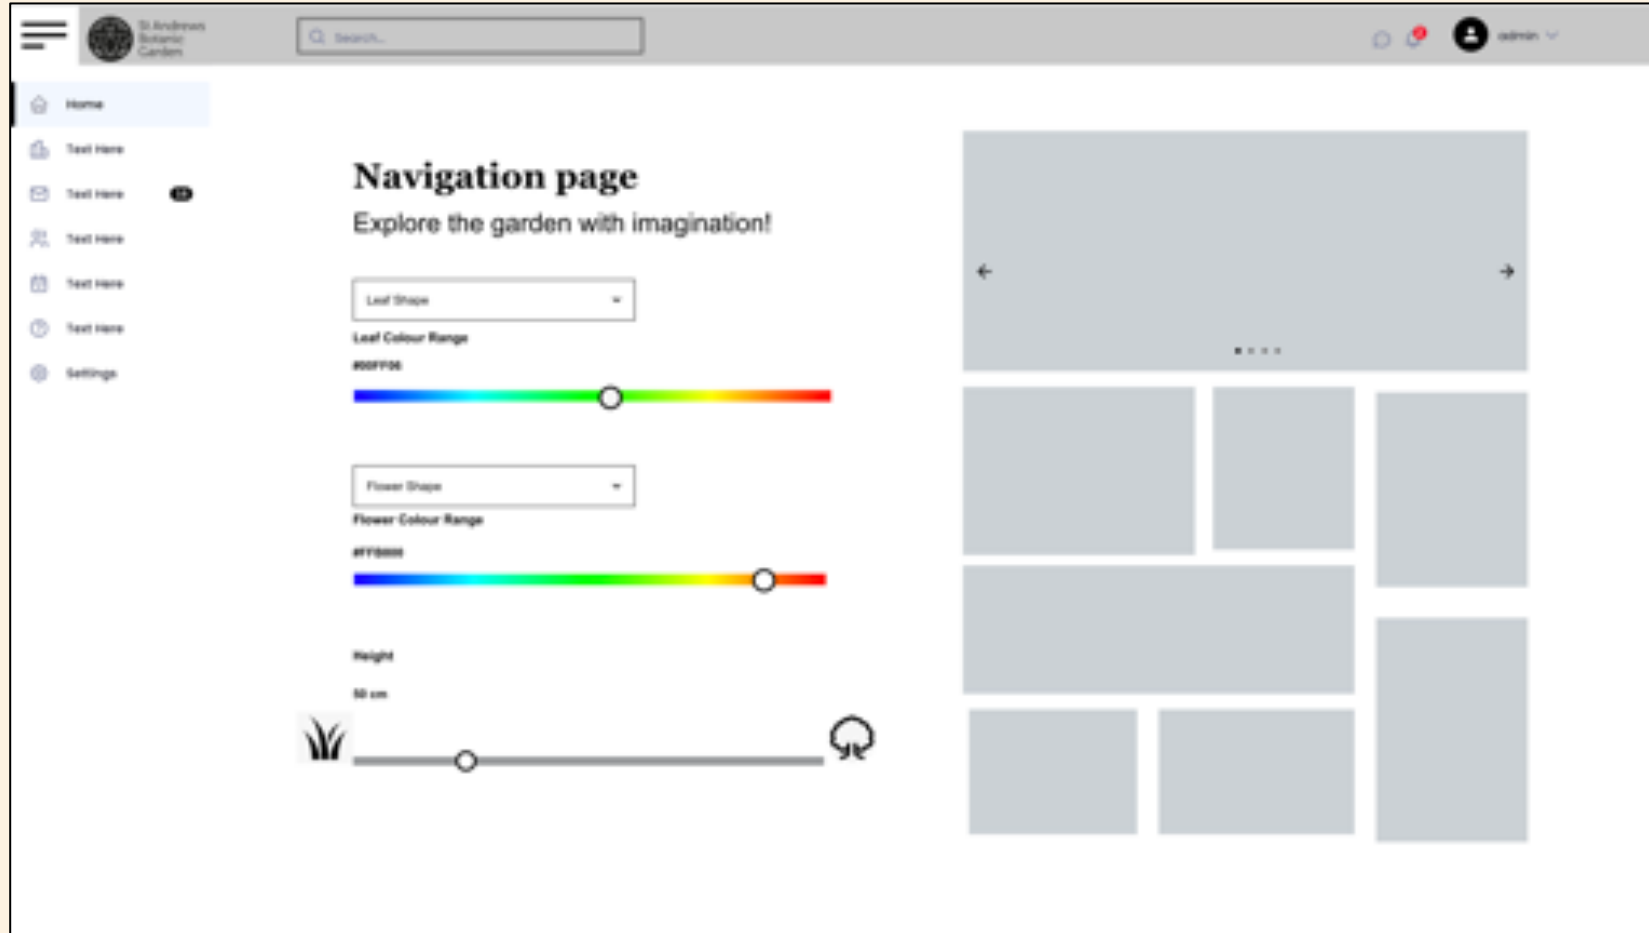 St Andrews
Botanic
Garden
Search...
admin
Home
Text Here
Text Here
Text Here
Text Here
Text Here
Settings
Navigation page
Explore the garden with imagination!
Leaf Shape
Leaf Colour Range
#00FF06
Flower Shape
Flower Colour Range
#FFB800
Height
50 cm